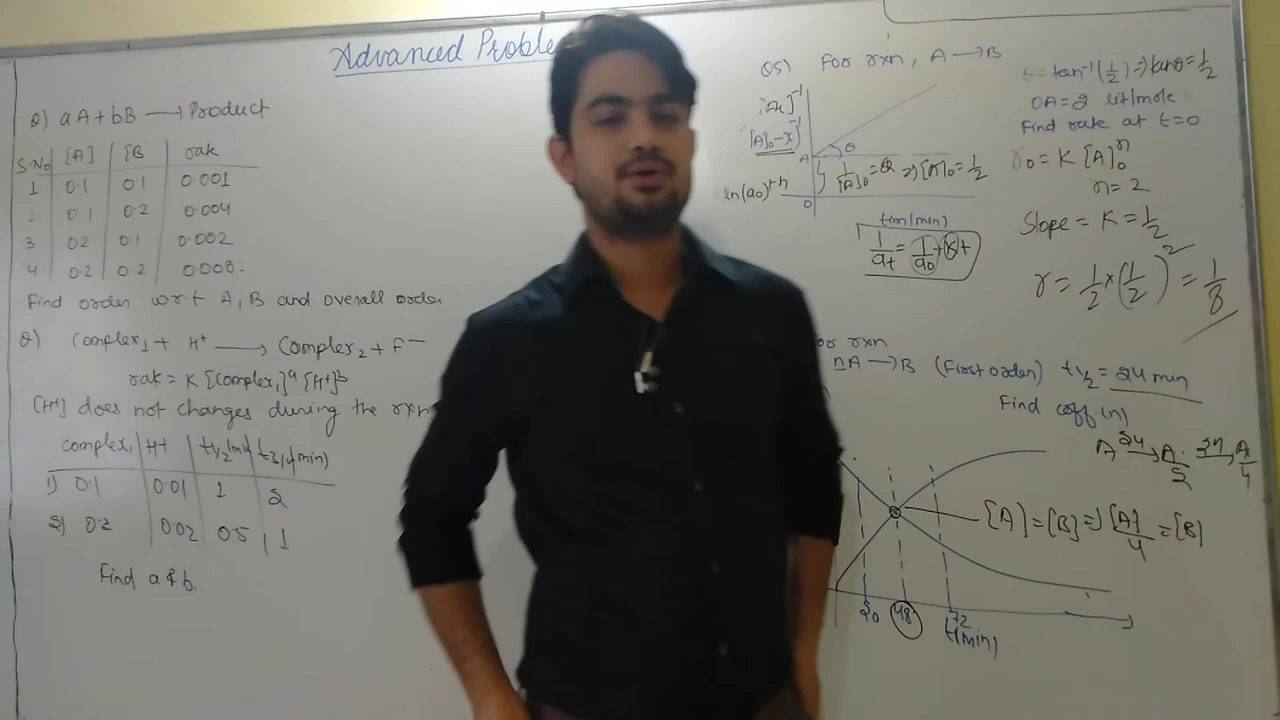 Advanced Proble
Q) aA + bB → Product
S.No [A] [B rate
1 0.1 0.1 0.001
2 0.1 0.2 0.004
3 0.2 0.1 0.002
4 0.2 0.2 0.008.
Find order w.r.t A, B and overall order
Q) Complex₁ + H⁺ → Complex₂ + F⁻
rate = K [Complex₁]ᵃ [H⁺]ᵇ
[H⁺] does not changes during the rxn
complex₁ H⁺ t₁/₂(min) t₃/₄(min)
1) 0.1 0.01 1 2
2) 0.2 0.02 0.5 1
Find a & b.
Q5) For rxn, A → B
[A]₀-x⁻¹
A θ
1/[A]₀ = 2 ⇒ [A]₀ = 1/2
O
tim(min)
1/aₜ = 1/a₀ + Kt
= tan⁻¹(1/2) ⇒ tanθ = 1/2
OA = 2 lit/mole
Find rate at t=0
r₀ = K [A]₀ⁿ
n = 2
Slope = K = 1/2
r = 1/2 × (1/2)² = 1/8
or rxn
nA → B (First order) t₁/₂ = 24 min
Find coff(n)
A 24→ A/2 24→ A/4
[A] = [B] ⇒ [A]/4 = [B]
48 72
t(min)